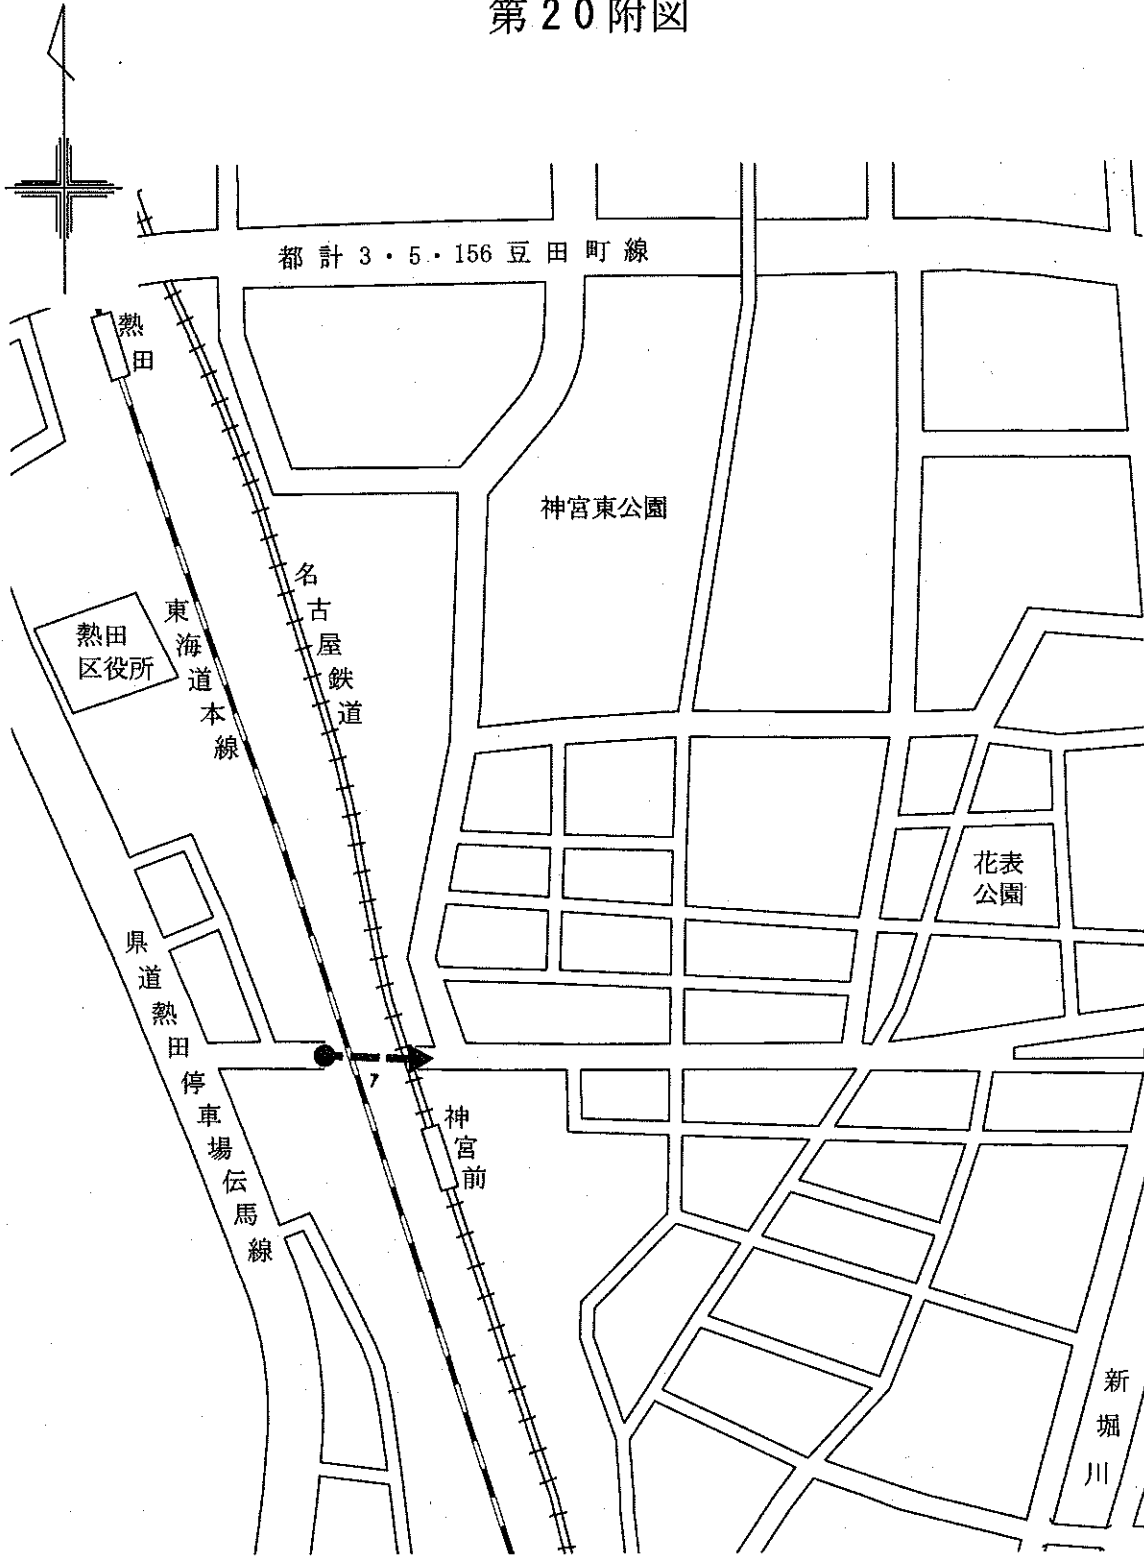 第20附図
都計3・5・156豆田町線
熱田
神宮東公園
名古屋鉄道
東海道本線
熱田
区役所
花表
公園
県道熱田停車場伝馬線
7
神宮前
新堀川